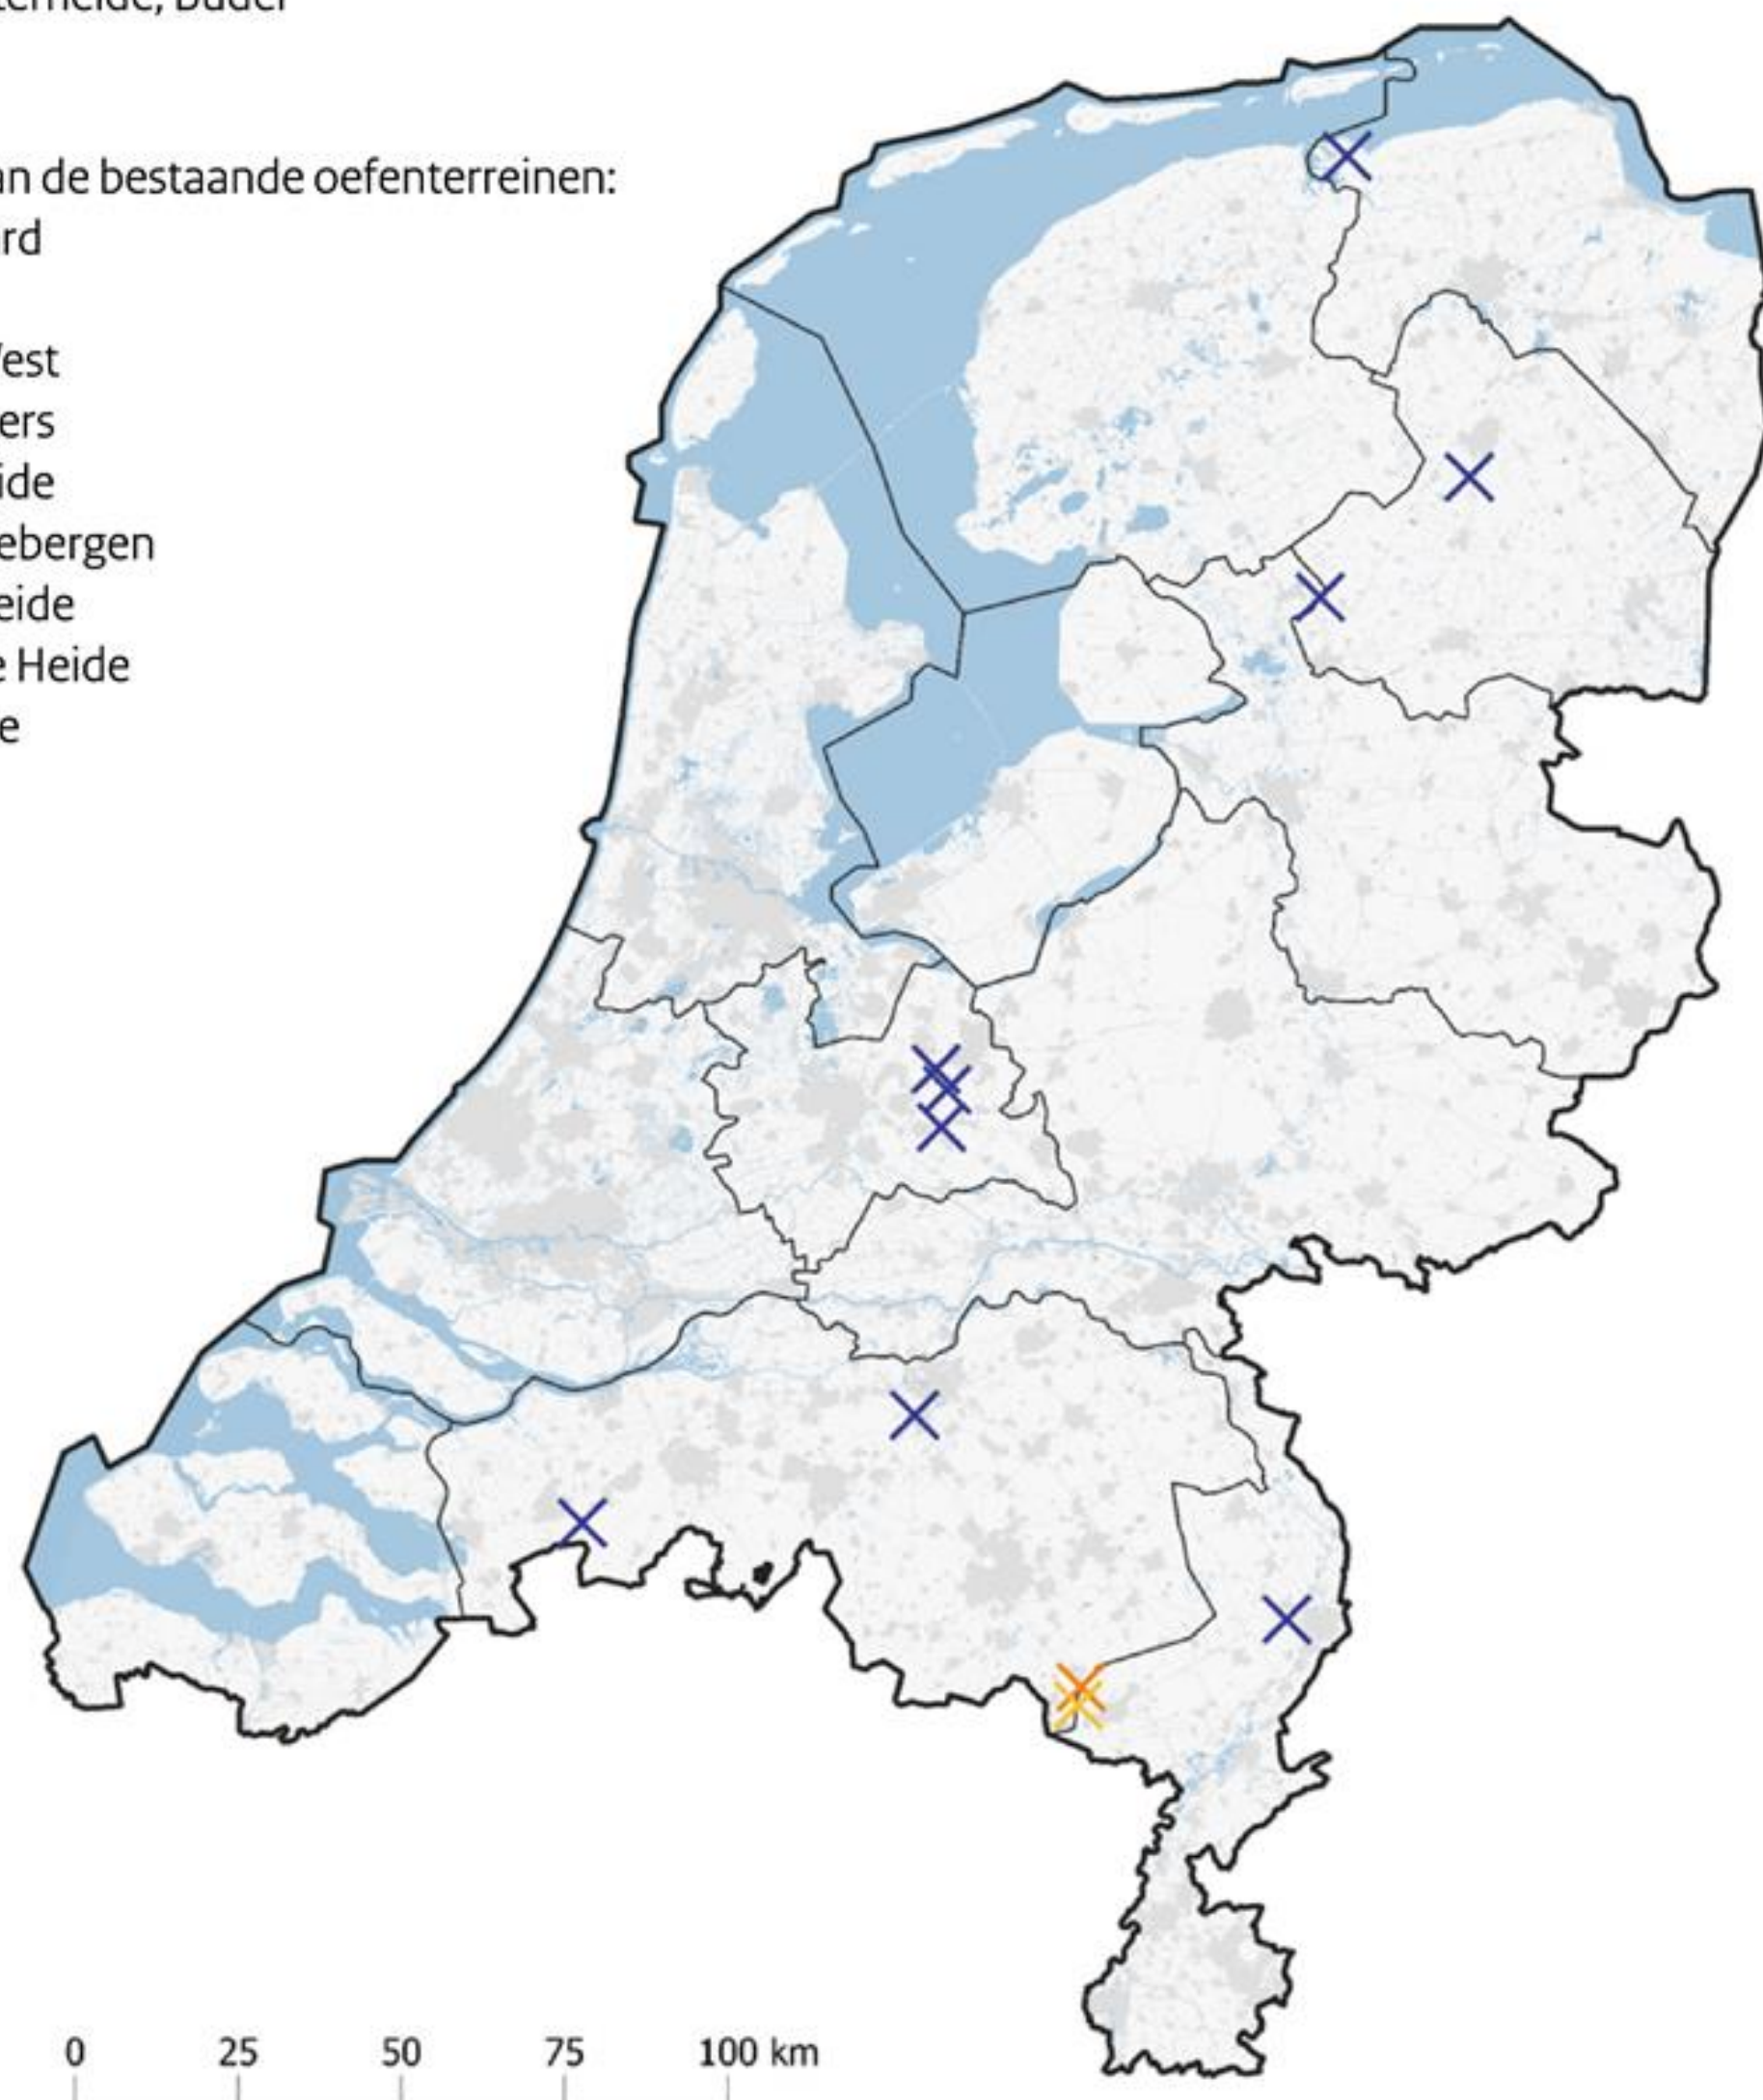 an de bestaande oefenterreinen:
rd
est
ers
ide
ebergen
eide
e Heide
e
0 25 50 75 100 km